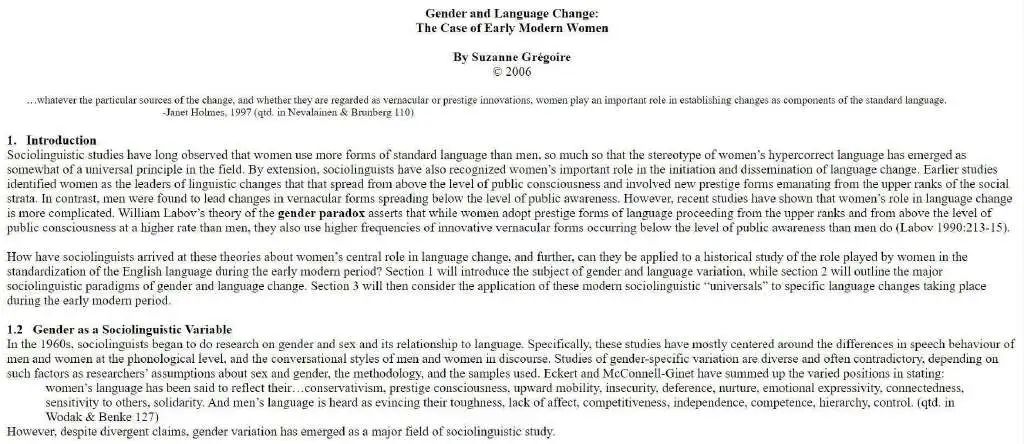 Gender and Language Change:
The Case of Early Modern Women
By Suzanne Grégoire
© 2006
…whatever the particular sources of the change, and whether they are regarded as vernacular or prestige innovations, women play an important role in establishing changes as components of the standard language.
-Janet Holmes, 1997 (qtd. in Nevalainen & Brunberg 110)
1. Introduction
Sociolinguistic studies have long observed that women use more forms of standard language than men, so much so that the stereotype of women's hypercorrect language has emerged as
somewhat of a universal principle in the field. By extension, sociolinguists have also recognized women's important role in the initiation and dissemination of language change. Earlier studies
identified women as the leaders of linguistic changes that that spread from above the level of public consciousness and involved new prestige forms emanating from the upper ranks of the social
strata. In contrast, men were found to lead changes in vernacular forms spreading below the level of public awareness. However, recent studies have shown that women's role in language change
is more complicated. William Labov's theory of the gender paradox asserts that while women adopt prestige forms of language proceeding from the upper ranks and from above the level of
public consciousness at a higher rate than men, they also use higher frequencies of innovative vernacular forms occurring below the level of public awareness than men do (Labov 1990:213-15).
How have sociolinguists arrived at these theories about women's central role in language change, and further, can they be applied to a historical study of the role played by women in the
standardization of the English language during the early modern period? Section 1 will introduce the subject of gender and language variation, while section 2 will outline the major
sociolinguistic paradigms of gender and language change. Section 3 will then consider the application of these modern sociolinguistic "universals" to specific language changes taking place
during the early modern period.
1.2 Gender as a Sociolinguistic Variable
In the 1960s, sociolinguists began to do research on gender and sex and its relationship to language. Specifically, these studies have mostly centered around the differences in speech behaviour of
men and women at the phonological level, and the conversational styles of men and women in discourse. Studies of gender-specific variation are diverse and often contradictory, depending on
such factors as researchers' assumptions about sex and gender, the methodology, and the samples used. Eckert and McConnell-Ginet have summed up the varied positions in stating:
women's language has been said to reflect their…conservativism, prestige consciousness, upward mobility, insecurity, deference, nurture, emotional expressivity, connectedness,
sensitivity to others, solidarity. And men's language is heard as evincing their toughness, lack of affect, competitiveness, independence, competence, hierarchy, control. (qtd. in
Wodak & Benke 127)
However, despite divergent claims, gender variation has emerged as a major field of sociolinguistic study.